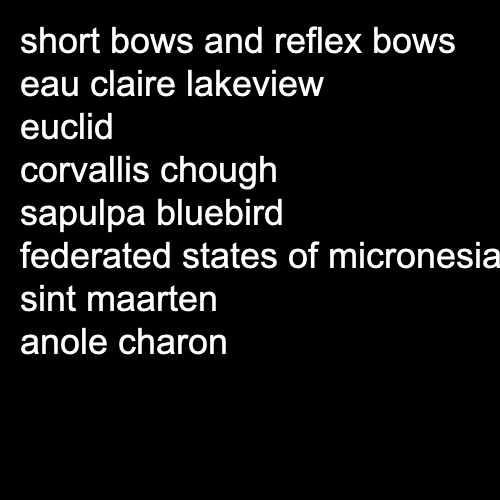 short bows and reflex bows
eau claire lakeview
euclid
corvallis chough
sapulpa bluebird
federated states of micronesia
sint maarten
anole charon